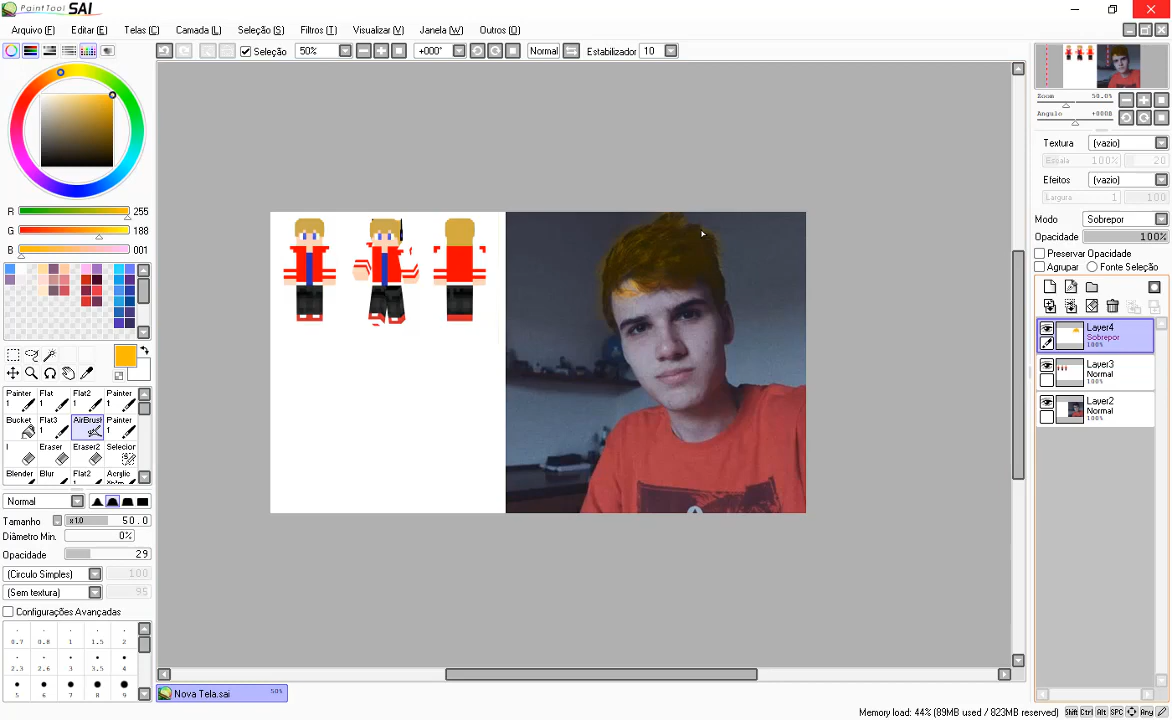 PaintTool SAI
Arquivo (F) Editar (E) Telas (C) Camada (L) Seleção (S) Filtros (T) Visualizar (V) Janela (W) Outros (O)
Seleção 50% +000° Normal Estabilizador 10
Zoom 50.0%
Angulo +000B
Textura (vazio)
Escala 100% 20
Efeitos (vazio)
Largura 1 100
Modo Sobrepor
Opacidade 100%
Preservar Opacidade
Agrupar Fonte Seleção
Layer4
Sobrepor
100%
Layer3
Normal
100%
Layer2
Normal
100%
R 255
G 188
B 001
Painter Flat Flat2 Painter
1 1 1 1
Bucket Flat3 AirBrush Painter
1 1
I Eraser Eraser2 Selecion
Blender Blur Flat2 Acrylic
Normal
Tamanho x1.0 50.0
Diâmetro Min. 0%
Opacidade 29
(Circulo Simples) 100
(Sem textura) 95
Configurações Avançadas
0.7 0.8 1 1.5 2
2.3 2.6 3 3.5 4
5 6 7 8 9
Nova Tela.sai 50%
Memory load: 44% (89MB used / 823MB reserved) Shift Ctrl Alt SPC Any